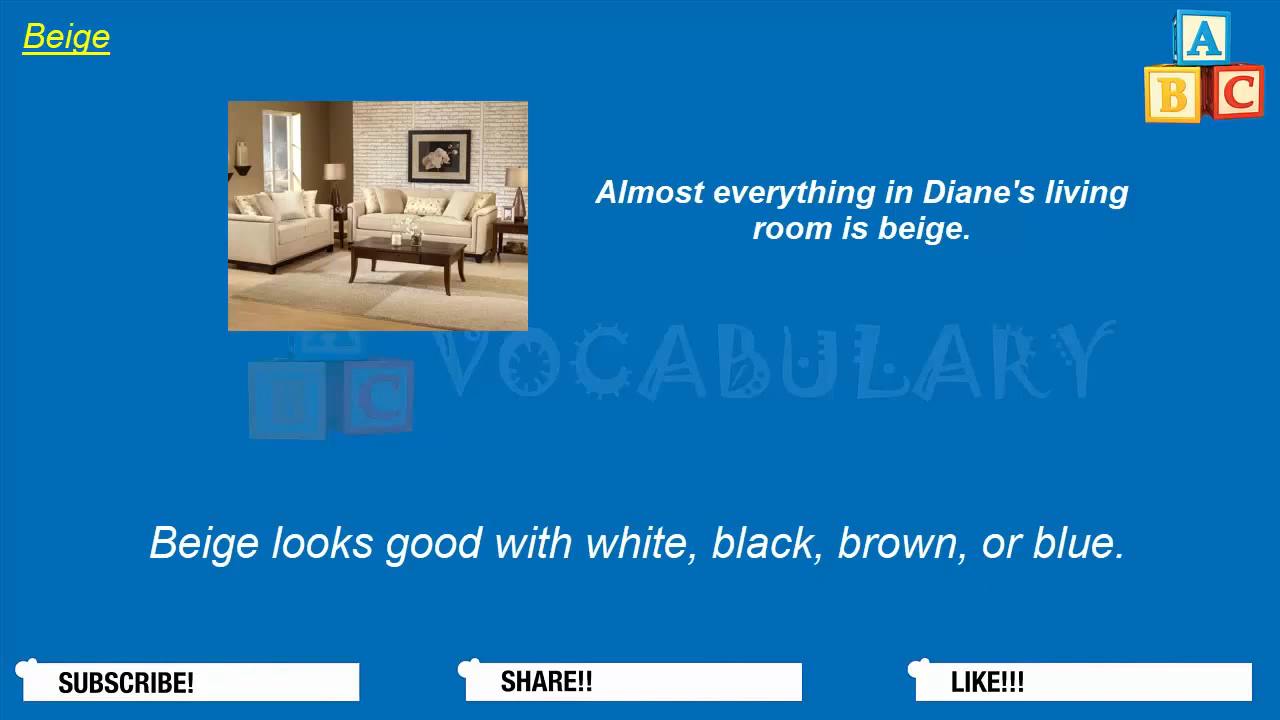 Beige
A
B C
Almost everything in Diane's living
room is beige.
VOCABULARY
B C
Beige looks good with white, black, brown, or blue.
SUBSCRIBE!
SHARE!!
LIKE!!!